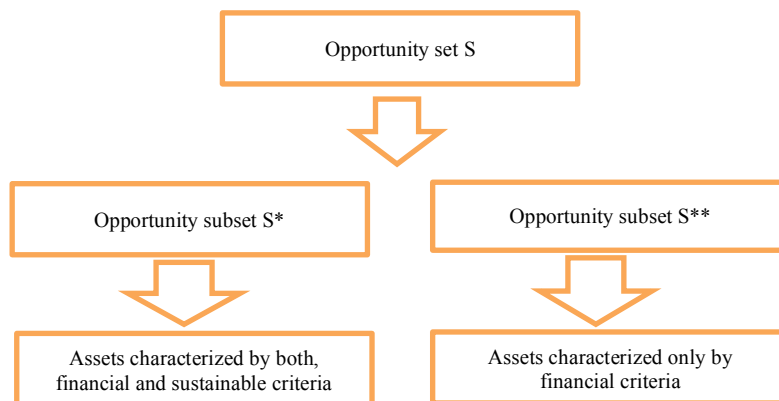 Opportunity set S
Opportunity subset S*
Opportunity subset S**
Assets characterized by both,
financial and sustainable criteria
Assets characterized only by
financial criteria